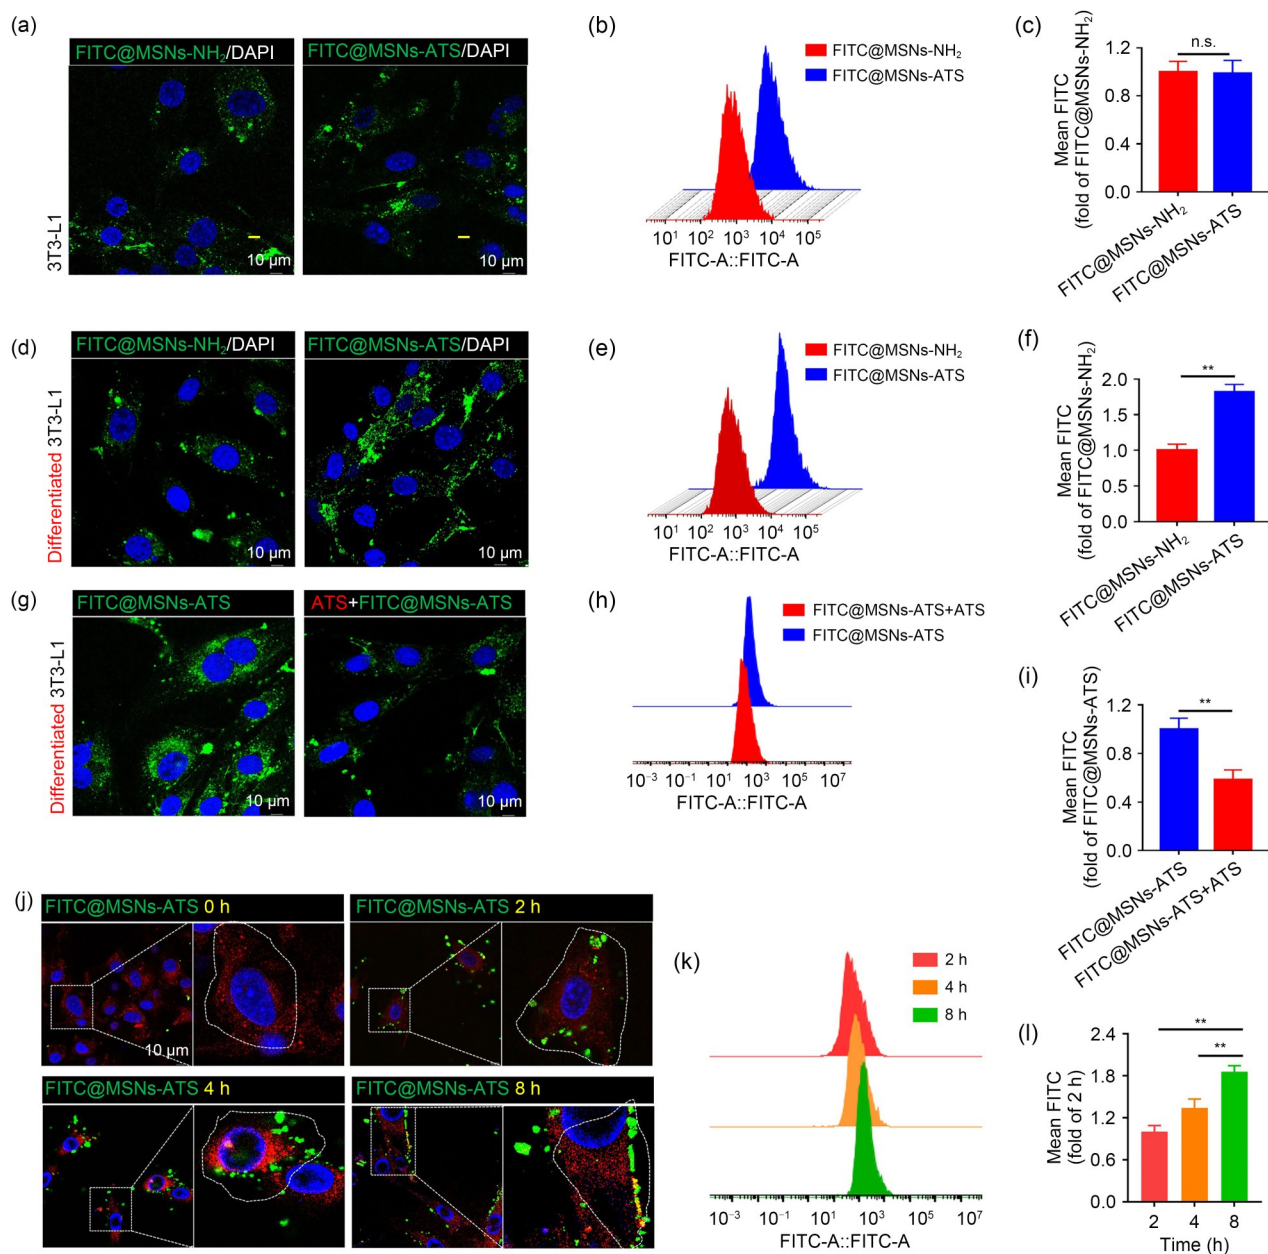 (a)
FITC@MSNs-NH₂/DAPI
FITC@MSNs-ATS/DAPI
3T3-L1
10 µm
10 µm
(b)
FITC@MSNs-NH₂
FITC@MSNs-ATS
10¹ 10² 10³ 10⁴ 10⁵
FITC-A::FITC-A
(c)
n.s.
1.2
0.8
0.4
0.0
Mean FITC
(fold of FITC@MSNs-NH₂)
FITC@MSNs-NH₂
FITC@MSNs-ATS
(d)
FITC@MSNs-NH₂/DAPI
FITC@MSNs-ATS/DAPI
Differentiated 3T3-L1
10 µm
10 µm
(e)
FITC@MSNs-NH₂
FITC@MSNs-ATS
10¹ 10² 10³ 10⁴ 10⁵
FITC-A::FITC-A
(f)
**
2.0
1.5
1.0
0.5
0.0
Mean FITC
(fold of FITC@MSNs-NH₂)
FITC@MSNs-NH₂
FITC@MSNs-ATS
(g)
FITC@MSNs-ATS
ATS+FITC@MSNs-ATS
Differentiated 3T3-L1
10 µm
10 µm
(h)
FITC@MSNs-ATS+ATS
FITC@MSNs-ATS
10⁻³ 10⁻¹ 10¹ 10³ 10⁵ 10⁷
FITC-A::FITC-A
(i)
**
1.2
0.8
0.4
0.0
Mean FITC
(fold of FITC@MSNs-ATS)
FITC@MSNs-ATS
FITC@MSNs-ATS+ATS
(j)
FITC@MSNs-ATS 0 h
FITC@MSNs-ATS 2 h
10 µm
FITC@MSNs-ATS 4 h
FITC@MSNs-ATS 8 h
(k)
2 h
4 h
8 h
10⁻³ 10⁻¹ 10¹ 10³ 10⁵ 10⁷
FITC-A::FITC-A
(l)
**
**
2.4
1.8
1.2
0.6
0.0
Mean FITC
(fold of 2 h)
2 4 8
Time (h)